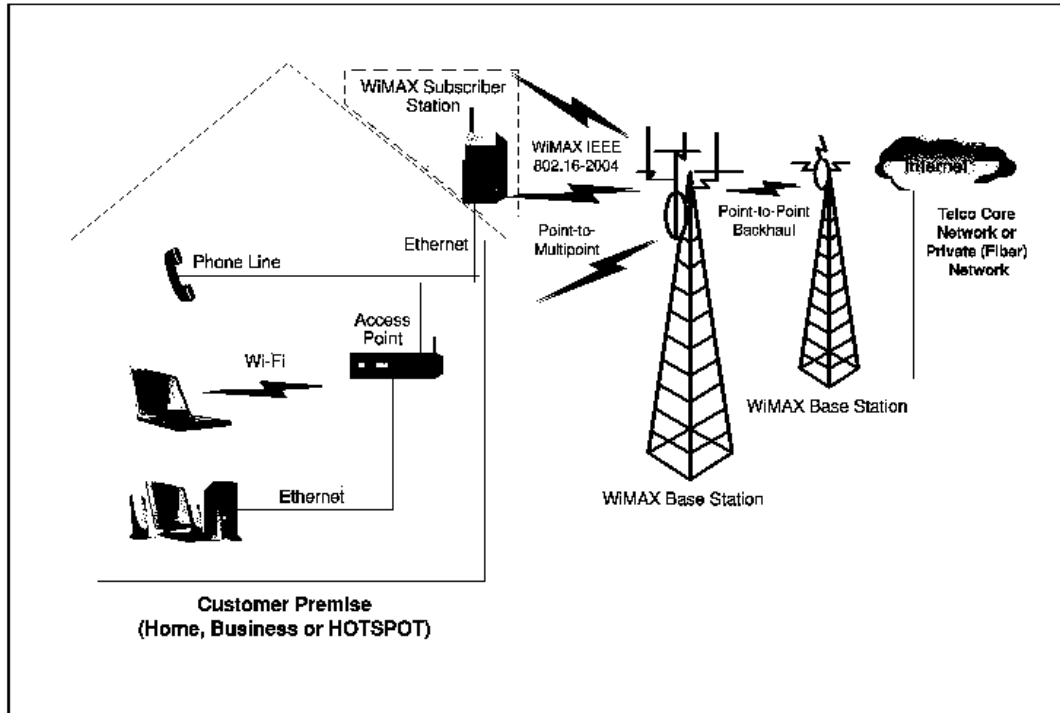 WiMAX Subscriber
Station
WiMAX IEEE
802.16-2004
Internet
Point-to-Point
Backhaul
Telco Core
Network or
Private (Fiber)
Network
Point-to-
Multipoint
Ethernet
Phone Line
Access
Point
Wi-Fi
WiMAX Base Station
Ethernet
WiMAX Base Station
Customer Premise
(Home, Business or HOTSPOT)